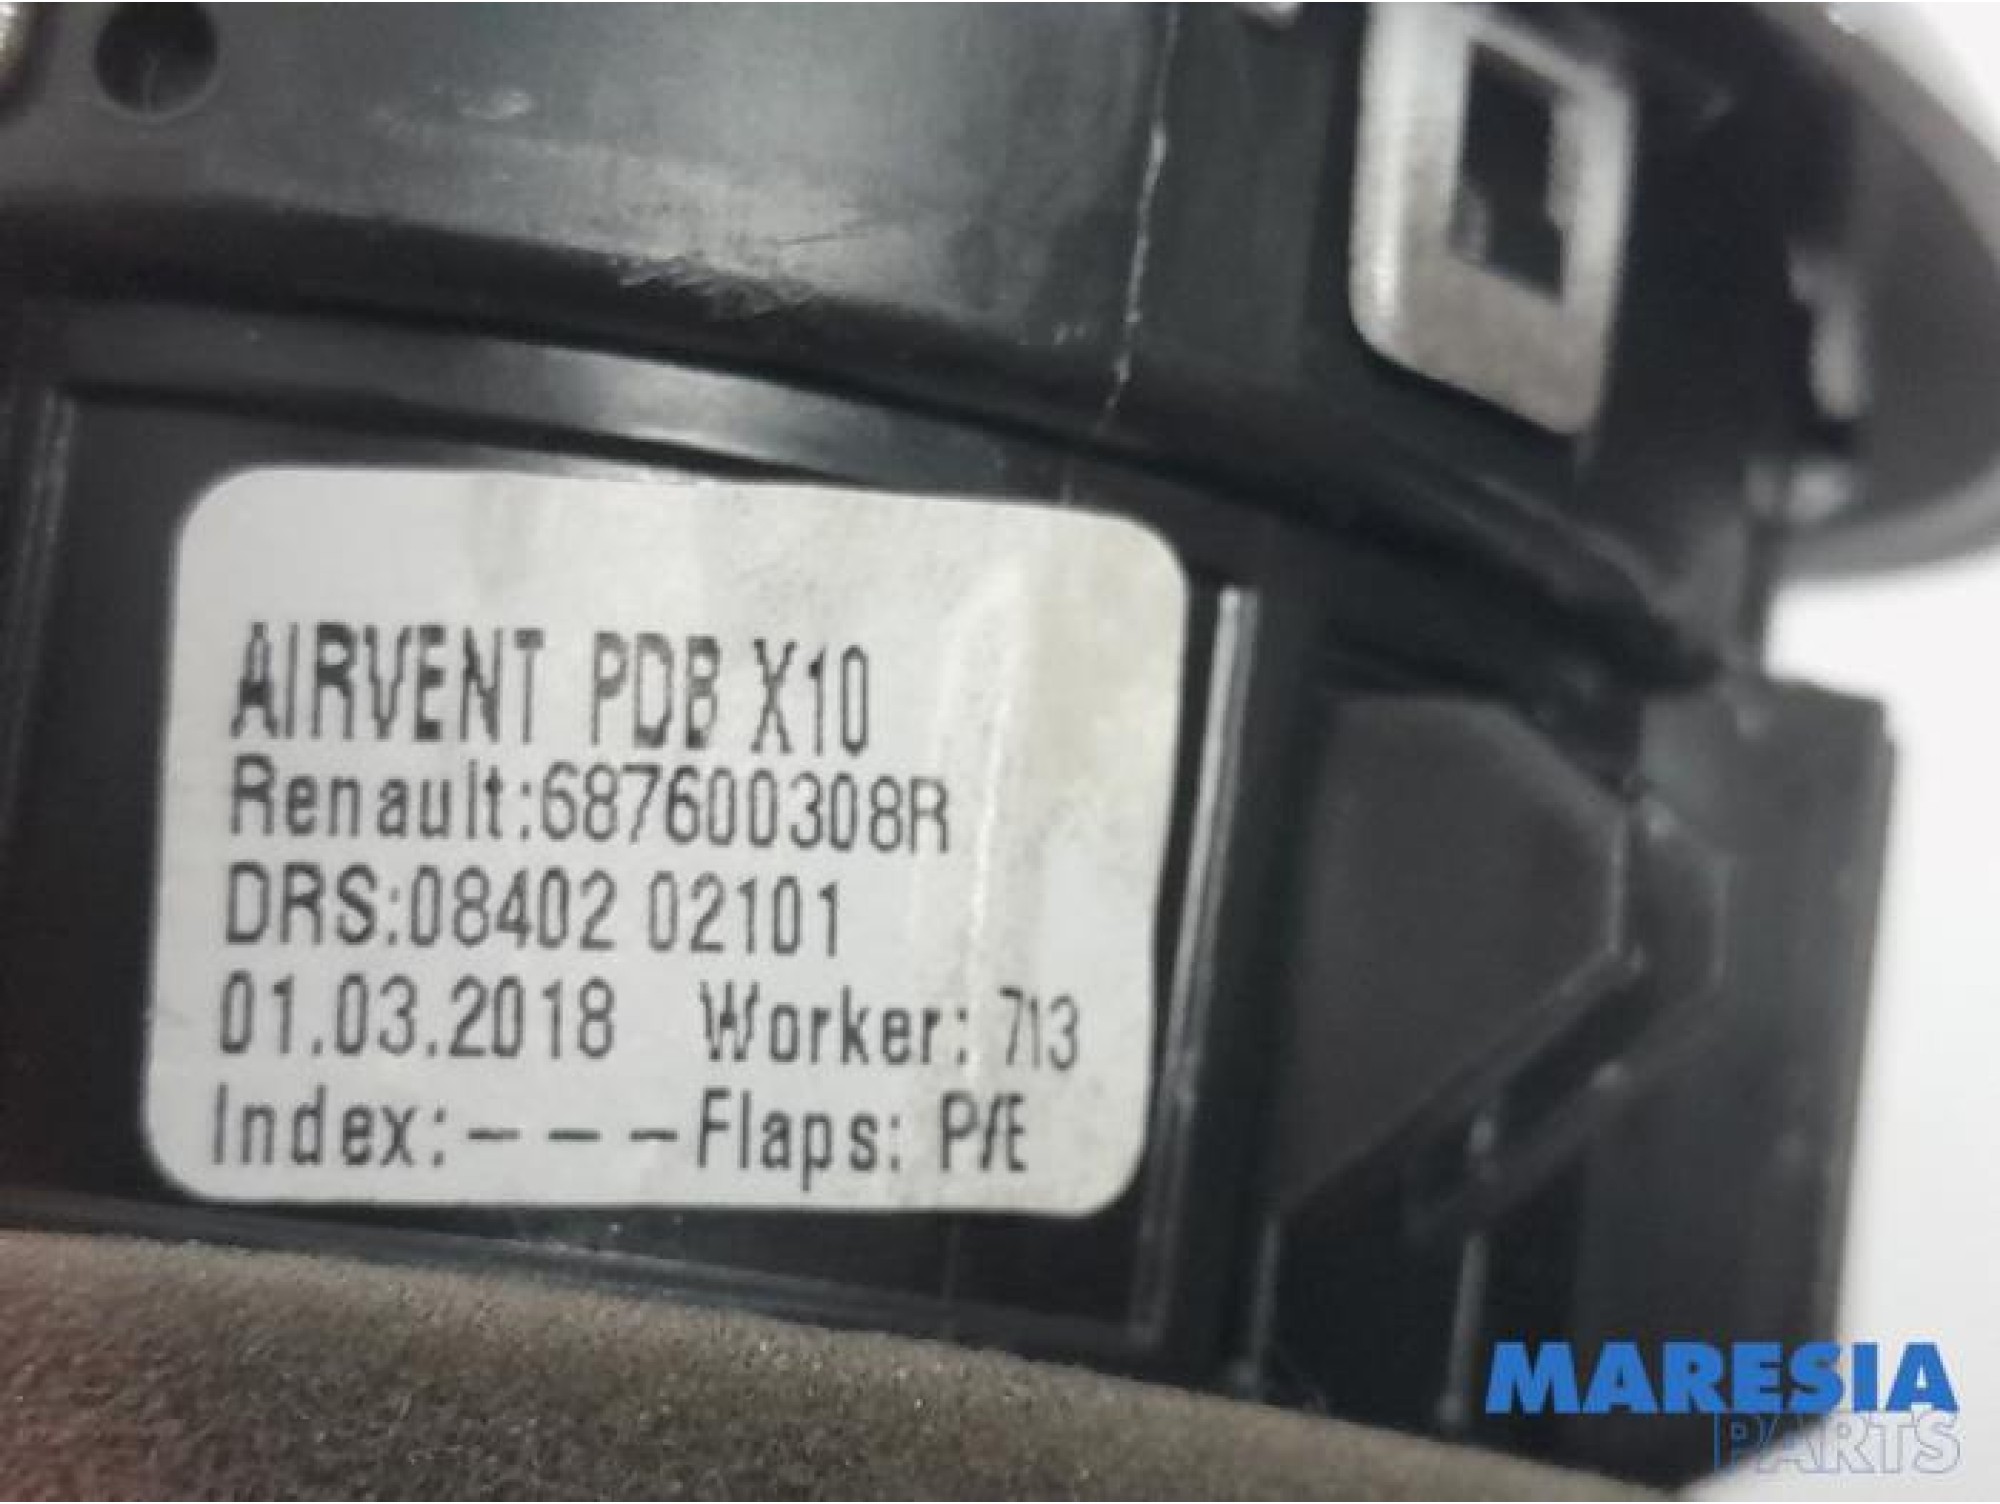 AIRVENT PDB X10
Renault:687600308R
DRS:08402 02101
01.03.2018 Worker: 713
Index:---Flaps: P/E
MARESIA
PARTS